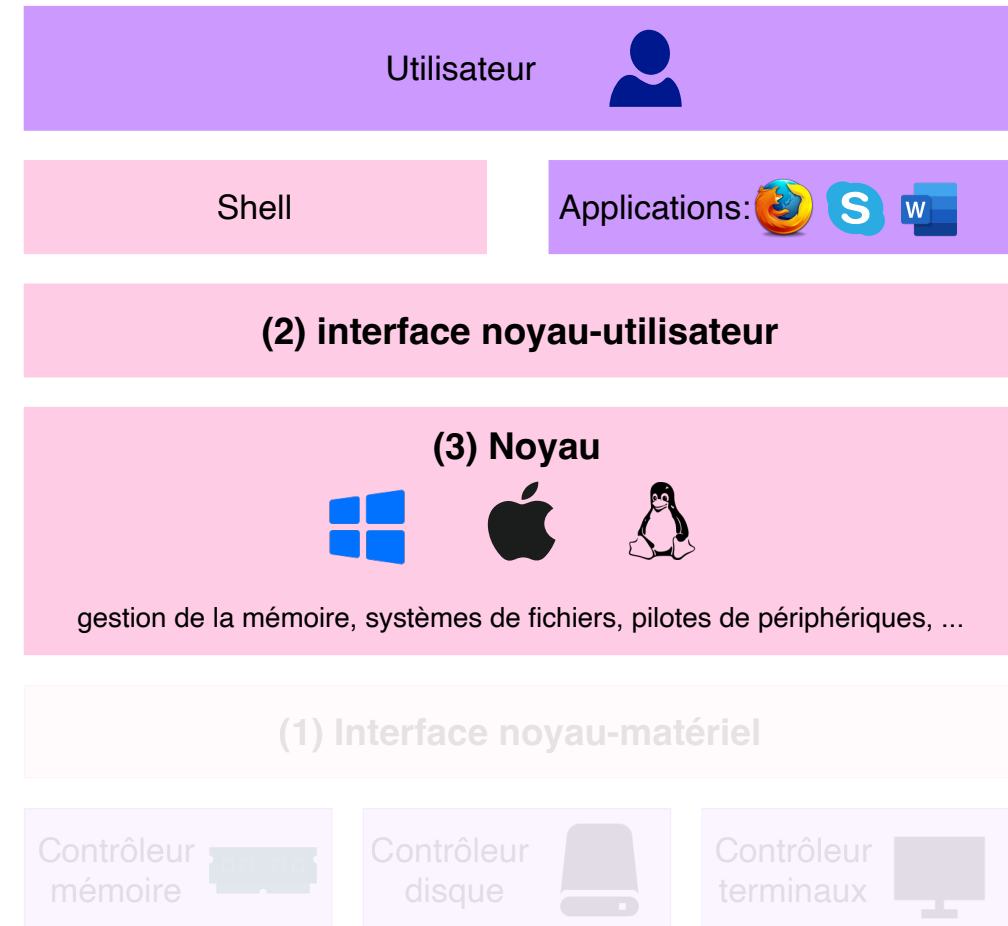 Utilisateur
Shell
Applications:
S
W
(2) interface noyau-utilisateur
(3) Noyau
gestion de la mémoire, systèmes de fichiers, pilotes de périphériques, ...
(1) Interface noyau-matériel
Contrôleur
mémoire
Contrôleur
disque
Contrôleur
terminaux